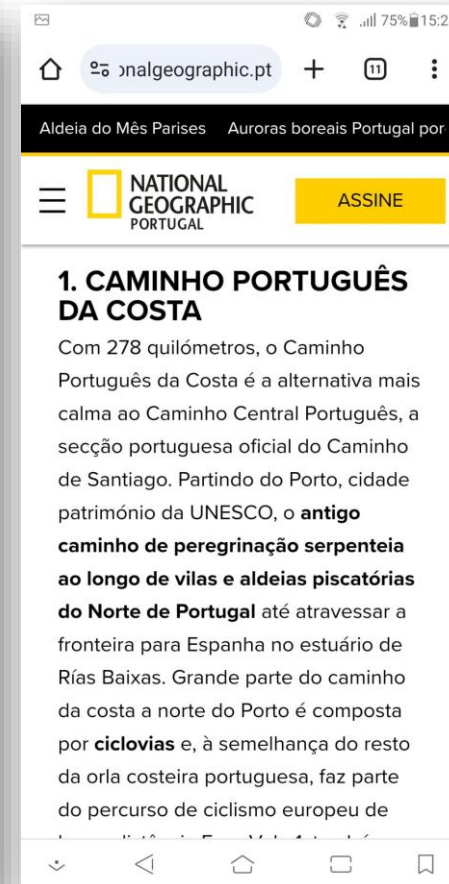 75% 15:2
onalgeographic.pt
11
Aldeia do Mês Parises Auroras boreais Portugal por
NATIONAL
GEOGRAPHIC
PORTUGAL
ASSINE
1. CAMINHO PORTUGUÊS
DA COSTA
Com 278 quilómetros, o Caminho
Português da Costa é a alternativa mais
calma ao Caminho Central Português, a
secção portuguesa oficial do Caminho
de Santiago. Partindo do Porto, cidade
património da UNESCO, o antigo
caminho de peregrinação serpenteia
ao longo de vilas e aldeias piscatórias
do Norte de Portugal até atravessar a
fronteira para Espanha no estuário de
Rías Baixas. Grande parte do caminho
da costa a norte do Porto é composta
por ciclovias e, à semelhança do resto
da orla costeira portuguesa, faz parte
do percurso de ciclismo europeu de